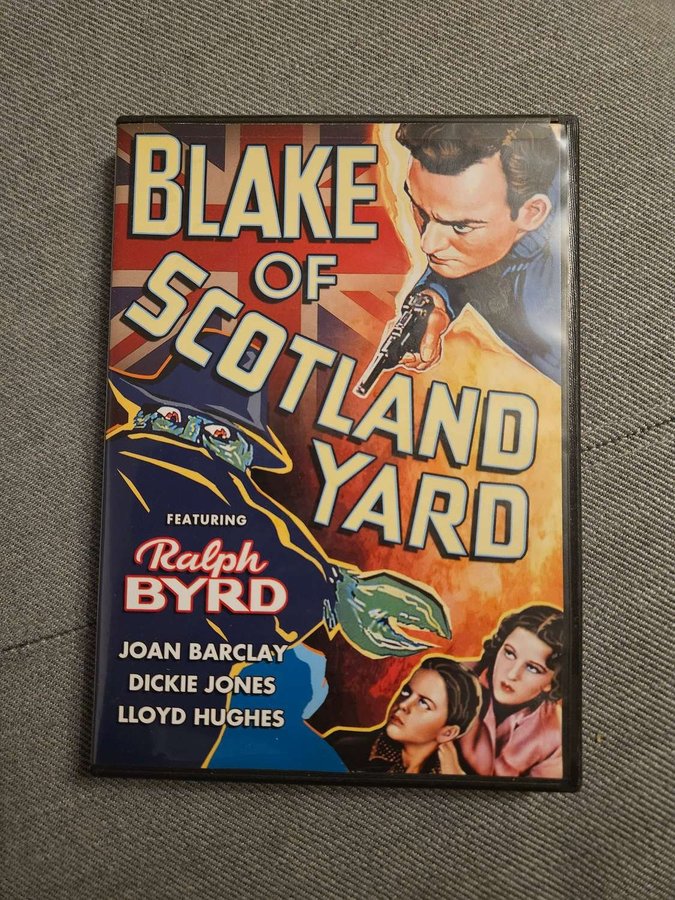 BLAKE
OF
SCOTLAND
YARD
FEATURING
Ralph
BYRD
JOAN BARCLAY
DICKIE JONES
LLOYD HUGHES